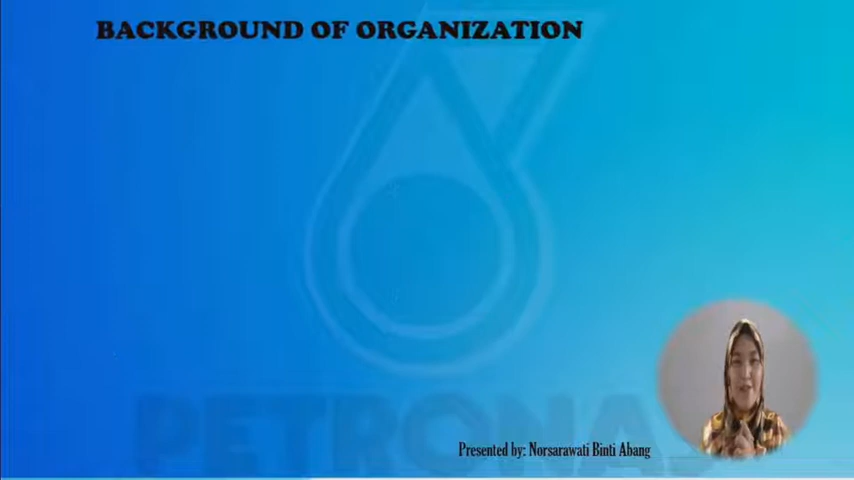 BACKGROUND OF ORGANIZATION
PETRONAS
Presented by: Norsarawati Binti Abang